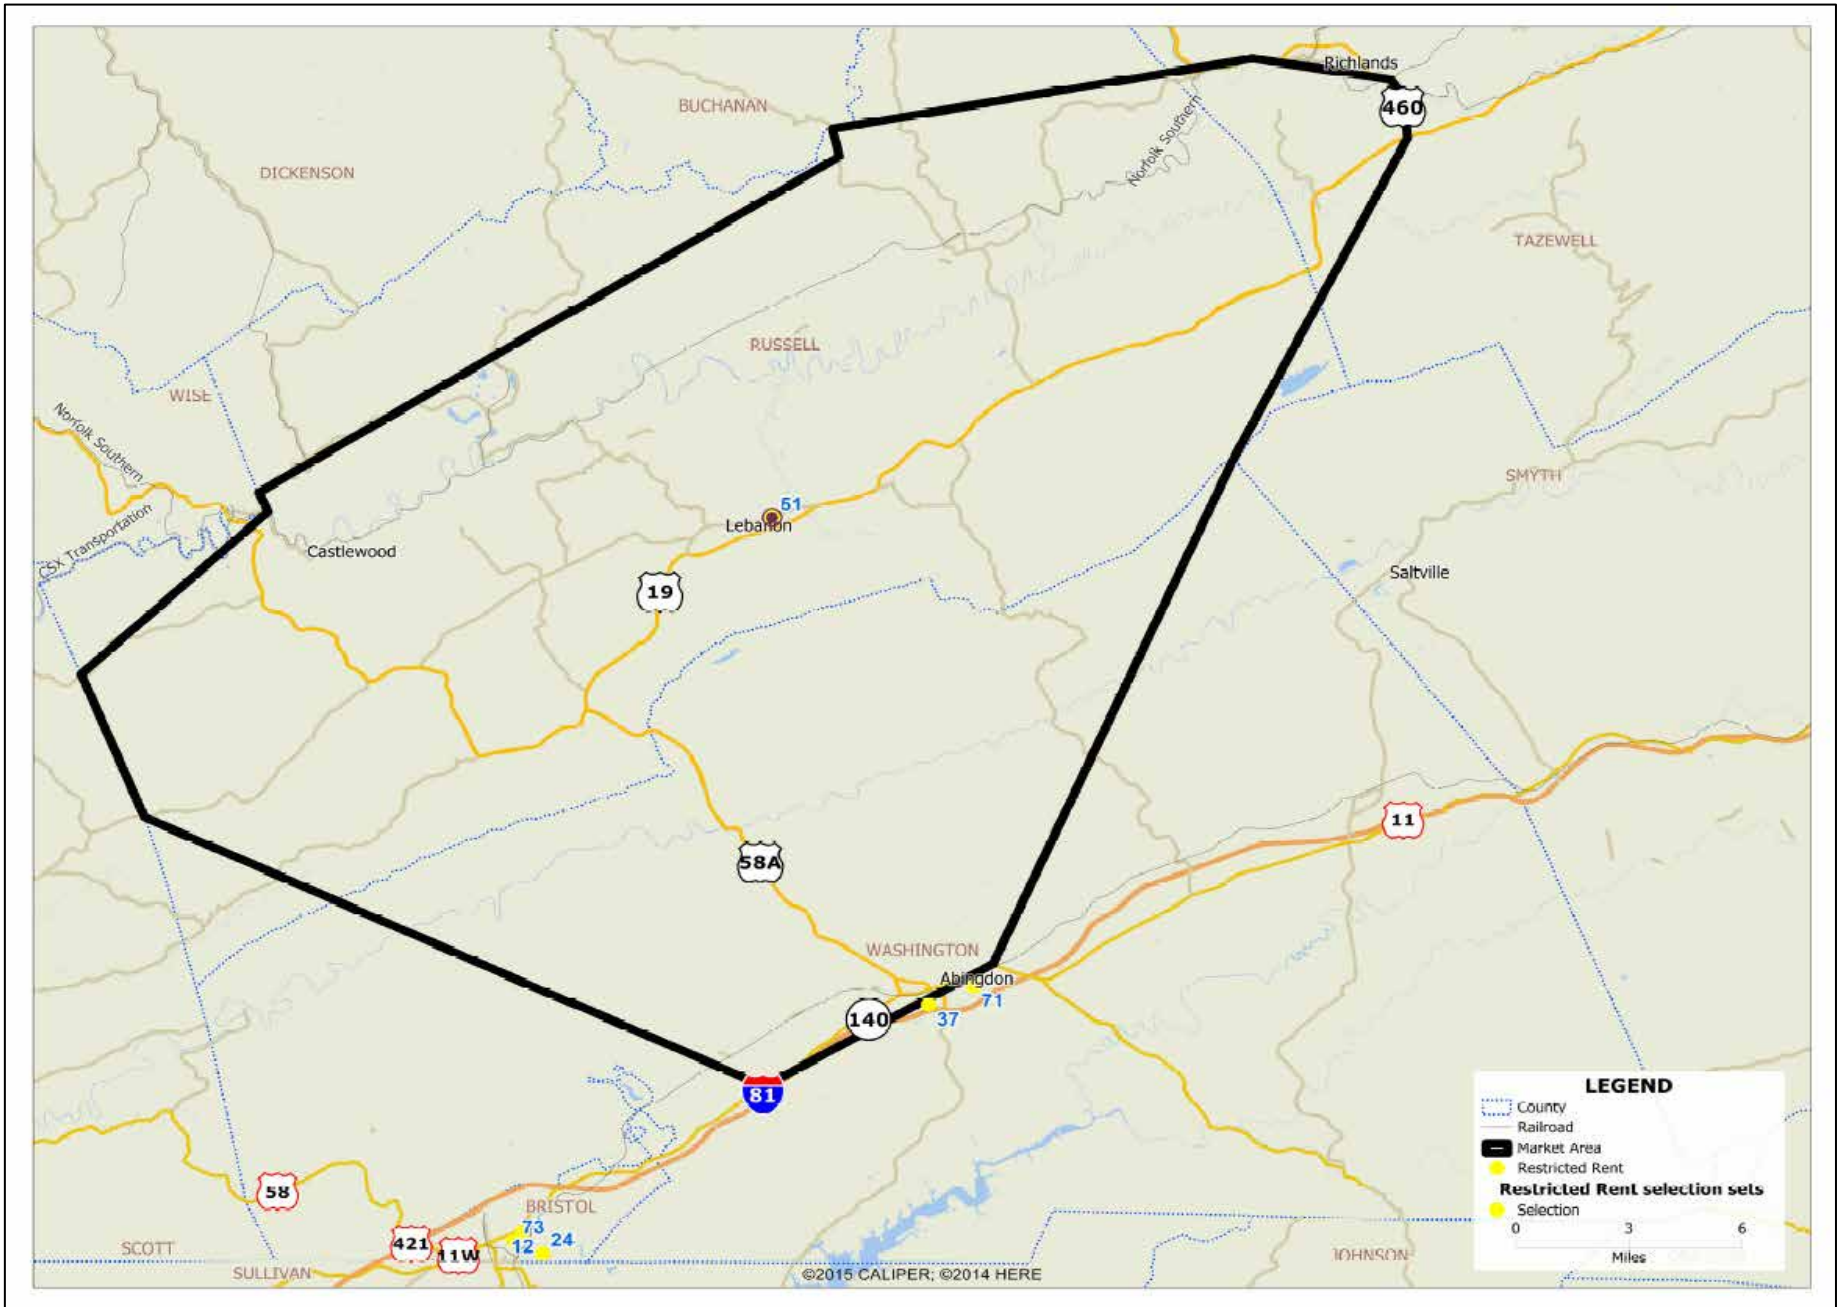 Richlands
BUCHANAN
460
Norfolk Southern
DICKENSON
TAZEWELL
RUSSELL
WISE
Norfolk Southern
SMYTH
51
Lebanon
CSX Transportation
Castlewood
Saltville
19
11
58A
WASHINGTON
Abingdon
71
37
140
81
LEGEND
County
Railroad
Market Area
Restricted Rent
Restricted Rent selection sets
Selection
0 3 6
Miles
58
BRISTOL
73
12 24
421
11W
SCOTT
SULLIVAN
JOHNSON
©2015 CALIPER; ©2014 HERE